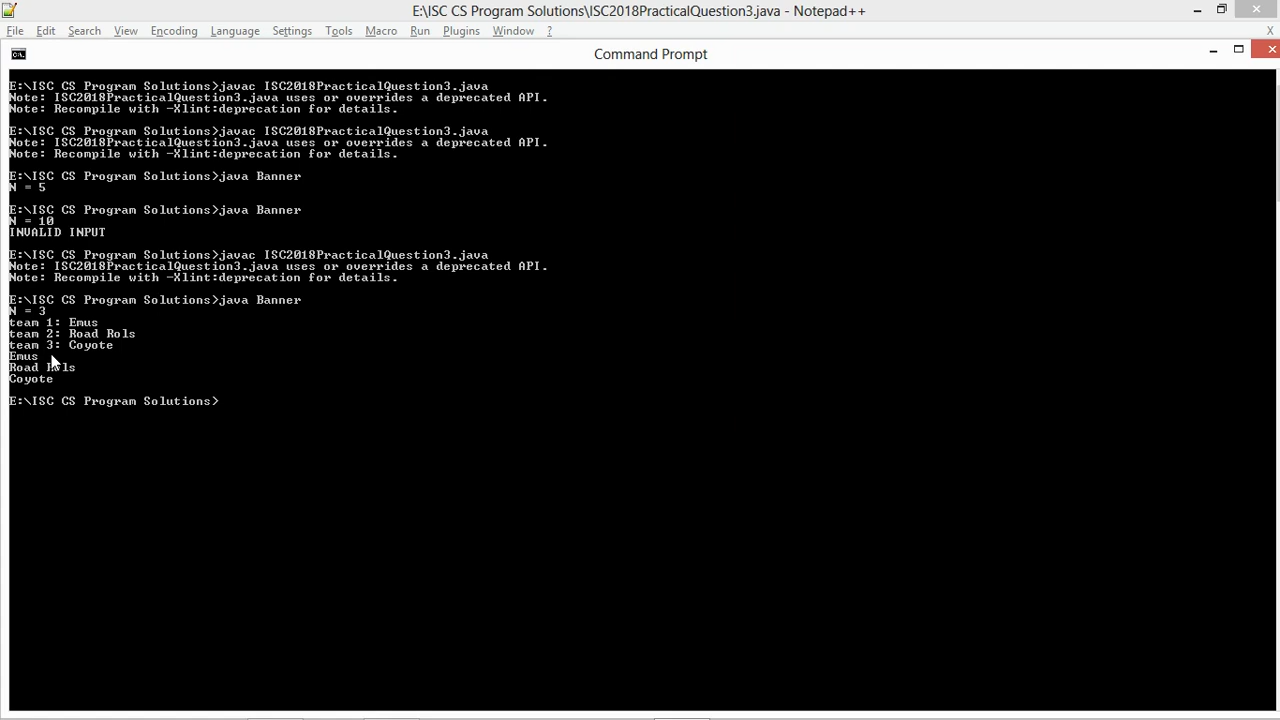 E:\ISC CS Program Solutions\ISC2018PracticalQuestion3.java - Notepad++
File Edit Search View Encoding Language Settings Tools Macro Run Plugins Window ? X
Command Prompt
E:\ISC CS Program Solutions>javac ISC2018PracticalQuestion3.java
Note: ISC2018PracticalQuestion3.java uses or overrides a deprecated API.
Note: Recompile with -Xlint:deprecation for details.
E:\ISC CS Program Solutions>javac ISC2018PracticalQuestion3.java
Note: ISC2018PracticalQuestion3.java uses or overrides a deprecated API.
Note: Recompile with -Xlint:deprecation for details.
E:\ISC CS Program Solutions>java Banner
N = 5
E:\ISC CS Program Solutions>java Banner
N = 10
INVALID INPUT
E:\ISC CS Program Solutions>javac ISC2018PracticalQuestion3.java
Note: ISC2018PracticalQuestion3.java uses or overrides a deprecated API.
Note: Recompile with -Xlint:deprecation for details.
E:\ISC CS Program Solutions>java Banner
N = 3
team 1: Emus
team 2: Road Rols
team 3: Coyote
Emus
Road Rols
Coyote
E:\ISC CS Program Solutions>